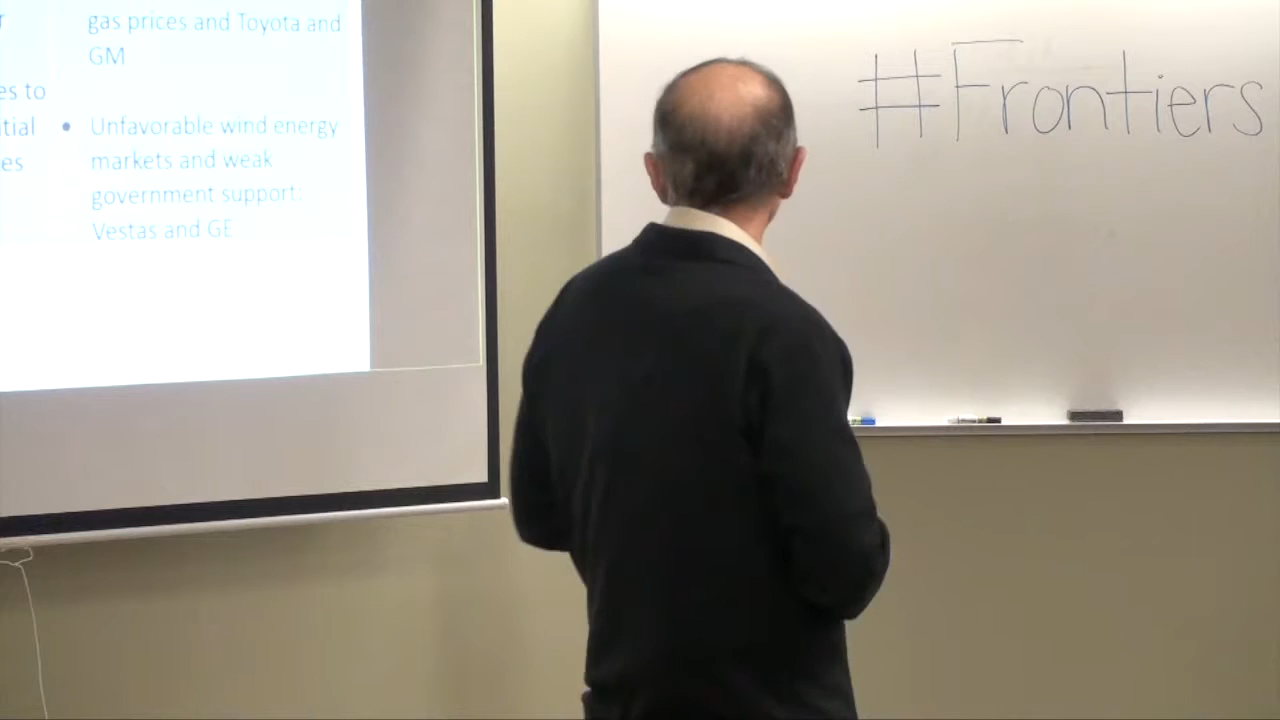 gas prices and Toyota and
GM
es to
tial
es
• Unfavorable wind energy
markets and weak
government support:
Vestas and GE
#Frontiers